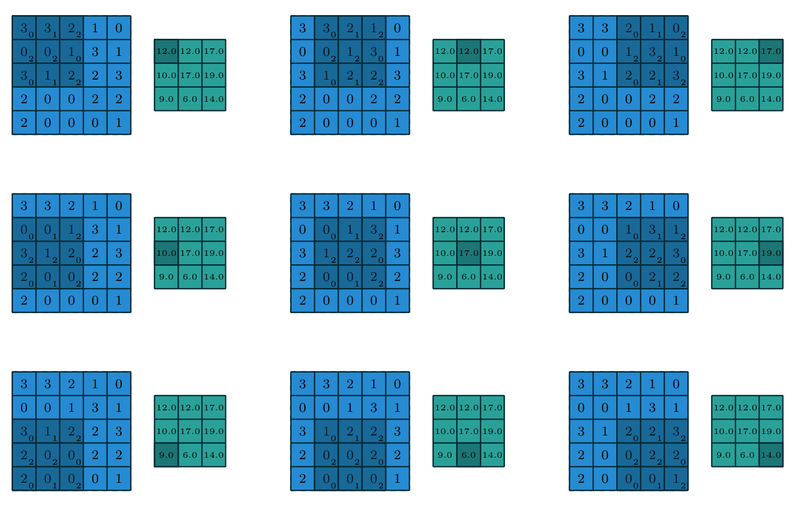 3₀ 3₁ 2₂ 1 0
0₂ 0₂ 1₀ 3 1
3₀ 1₁ 2₂ 2 3
2 0 0 2 2
2 0 0 0 1
12.0 12.0 17.0
10.0 17.0 19.0
9.0 6.0 14.0
3 3₀ 2₁ 1₂ 0
0 0₂ 1₂ 3₀ 1
3 1₀ 2₁ 2₂ 3
2 0 0 2 2
2 0 0 0 1
12.0 12.0 17.0
10.0 17.0 19.0
9.0 6.0 14.0
3 3 2₀ 1₁ 0₂
0 0 1₂ 3₂ 1₀
3 1 2₀ 2₁ 3₂
2 0 0 2 2
2 0 0 0 1
12.0 12.0 17.0
10.0 17.0 19.0
9.0 6.0 14.0
3 3 2 1 0
0₀ 0₁ 1₂ 3 1
3₂ 1₂ 2₀ 2 3
2₀ 0₁ 0₂ 2 2
2 0 0 0 1
12.0 12.0 17.0
10.0 17.0 19.0
9.0 6.0 14.0
3 3 2 1 0
0 0₀ 1₁ 3₂ 1
3 1₂ 2₂ 2₀ 3
2 0₀ 0₁ 2₂ 2
2 0 0 0 1
12.0 12.0 17.0
10.0 17.0 19.0
9.0 6.0 14.0
3 3 2 1 0
0 0 1₀ 3₁ 1₂
3 1 2₂ 2₂ 3₀
2 0 0₀ 2₁ 2₂
2 0 0 0 1
12.0 12.0 17.0
10.0 17.0 19.0
9.0 6.0 14.0
3 3 2 1 0
0 0 1 3 1
3₀ 1₁ 2₂ 2 3
2₂ 0₂ 0₀ 2 2
2₀ 0₁ 0₂ 0 1
12.0 12.0 17.0
10.0 17.0 19.0
9.0 6.0 14.0
3 3 2 1 0
0 0 1 3 1
3 1₀ 2₁ 2₂ 3
2 0₂ 0₂ 2₀ 2
2 0₀ 0₁ 0₂ 1
12.0 12.0 17.0
10.0 17.0 19.0
9.0 6.0 14.0
3 3 2 1 0
0 0 1 3 1
3 1 2₀ 2₁ 3₂
2 0 0₂ 2₂ 2₀
2 0 0₀ 0₁ 1₂
12.0 12.0 17.0
10.0 17.0 19.0
9.0 6.0 14.0